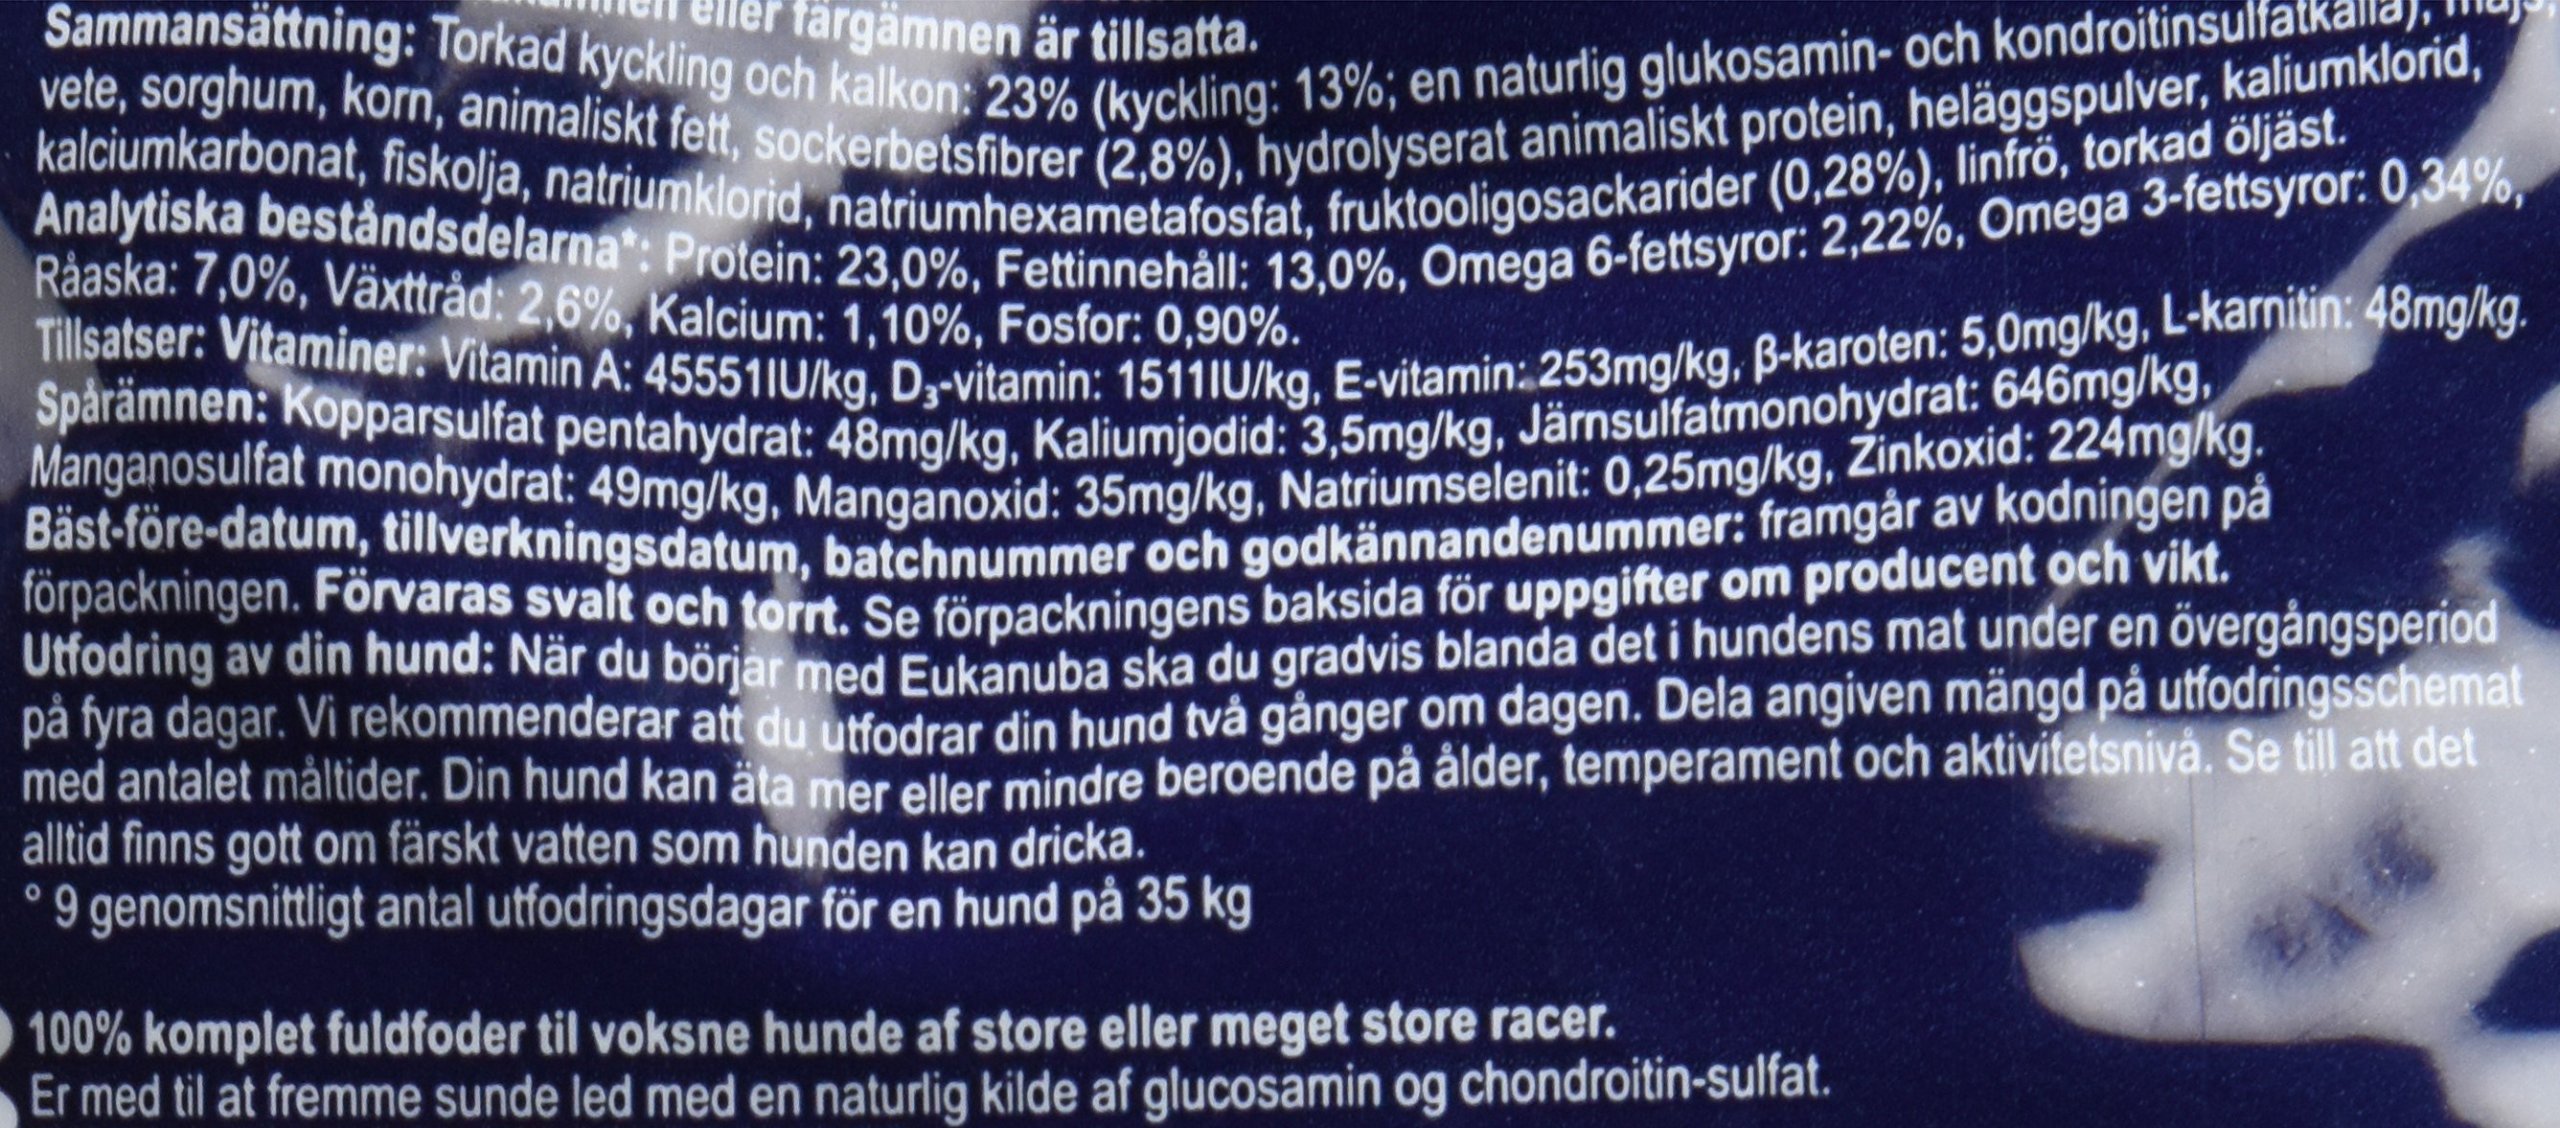 eller färgämnen är tillsatta.
Sammansättning: Torkad kyckling och kalkon: 23% (kyckling: 13%; en naturlig glukosamin- och kondroitinsulfatkälla), majs,
vete, sorghum, korn, animaliskt fett, sockerbetsfibrer (2,8%), hydrolyserat animaliskt protein, heläggspulver, kaliumklorid,
kalciumkarbonat, fiskolja, natriumklorid, natriumhexametafosfat, fruktooligosackarider (0,28%), linfrö, torkad öljäst.
Analytiska beståndsdelarna*: Protein: 23,0%, Fettinnehåll: 13,0%, Omega 6-fettsyror: 2,22%, Omega 3-fettsyror: 0,34%,
Råaska: 7,0%, Växttråd: 2,6%, Kalcium: 1,10%, Fosfor: 0,90%.
Tillsatser: Vitaminer: Vitamin A: 45551IU/kg, D₃-vitamin: 1511IU/kg, E-vitamin: 253mg/kg, β-karoten: 5,0mg/kg, L-karnitin: 48mg/kg.
Spårämnen: Kopparsulfat pentahydrat: 48mg/kg, Kaliumjodid: 3,5mg/kg, Järnsulfatmonohydrat: 646mg/kg,
Manganosulfat monohydrat: 49mg/kg, Manganoxid: 35mg/kg, Natriumselenit: 0,25mg/kg, Zinkoxid: 224mg/kg.
Bäst-före-datum, tillverkningsdatum, batchnummer och godkännandenummer: framgår av kodningen på
förpackningen. Förvaras svalt och torrt. Se förpackningens baksida för uppgifter om producent och vikt.
Utfodring av din hund: När du börjar med Eukanuba ska du gradvis blanda det i hundens mat under en övergångsperiod
på fyra dagar. Vi rekommenderar att du utfodrar din hund två gånger om dagen. Dela angiven mängd på utfodringsschemat
med antalet måltider. Din hund kan äta mer eller mindre beroende på ålder, temperament och aktivitetsnivå. Se till att det
alltid finns gott om färskt vatten som hunden kan dricka.
° 9 genomsnittligt antal utfodringsdagar för en hund på 35 kg
100% komplet fuldfoder til voksne hunde af store eller meget store racer.
Er med til at fremme sunde led med en naturlig kilde af glucosamin og chondroitin-sulfat.